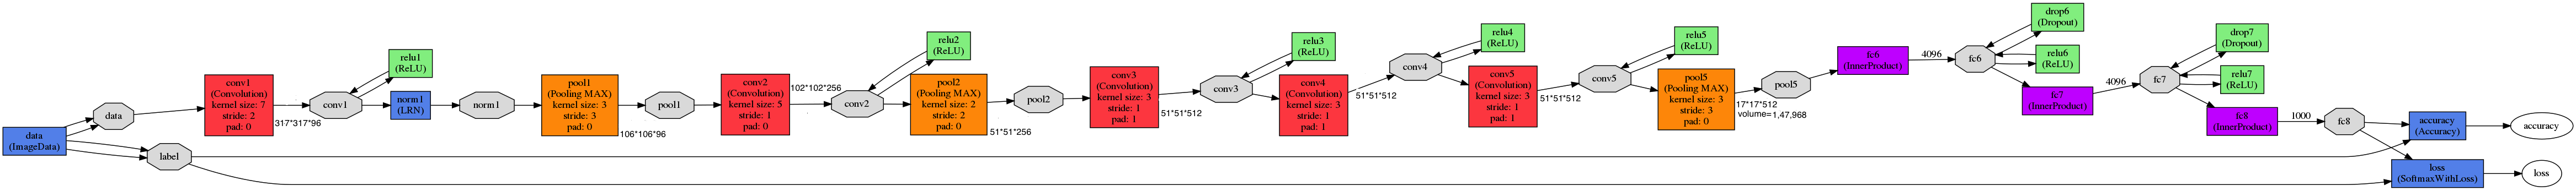 data
(ImageData)
data
label
conv1
(Convolution)
kernel size: 7
stride: 2
pad: 0
317*317*96
conv1
relu1
(ReLU)
norm1
(LRN)
norm1
pool1
(Pooling MAX)
kernel size: 3
stride: 3
pad: 0
106*106*96
pool1
conv2
(Convolution)
kernel size: 5
stride: 1
pad: 0
102*102*256
conv2
relu2
(ReLU)
pool2
(Pooling MAX)
kernel size: 2
stride: 2
pad: 0
51*51*256
pool2
conv3
(Convolution)
kernel size: 3
stride: 1
pad: 1
51*51*512
conv3
relu3
(ReLU)
conv4
(Convolution)
kernel size: 3
stride: 1
pad: 1
51*51*512
conv4
relu4
(ReLU)
conv5
(Convolution)
kernel size: 3
stride: 1
pad: 1
51*51*512
conv5
relu5
(ReLU)
pool5
(Pooling MAX)
kernel size: 3
stride: 3
pad: 0
17*17*512
volume=1,47,968
pool5
fc6
(InnerProduct)
4096
fc6
drop6
(Dropout)
relu6
(ReLU)
fc7
(InnerProduct)
4096
fc7
drop7
(Dropout)
relu7
(ReLU)
fc8
(InnerProduct)
1000
fc8
accuracy
(Accuracy)
accuracy
loss
(SoftmaxWithLoss)
loss